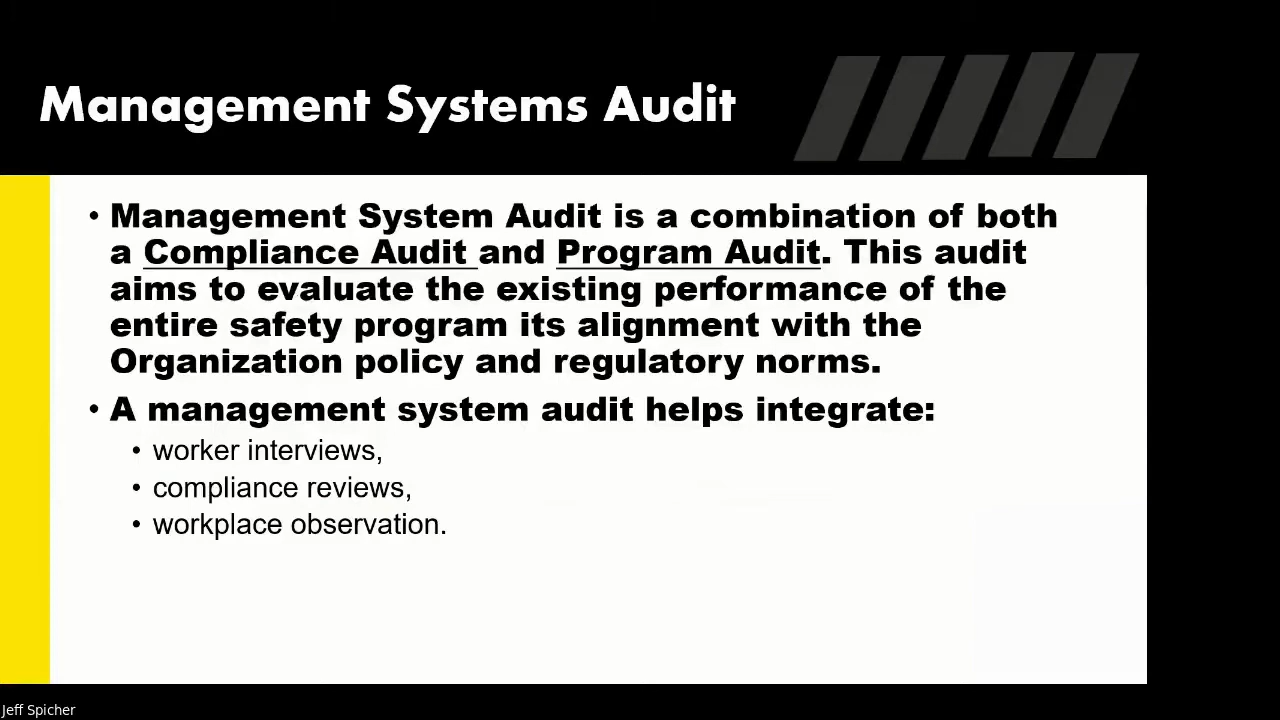 Management Systems Audit
• Management System Audit is a combination of both
a Compliance Audit and Program Audit. This audit
aims to evaluate the existing performance of the
entire safety program its alignment with the
Organization policy and regulatory norms.
• A management system audit helps integrate:
• worker interviews,
• compliance reviews,
• workplace observation.
Jeff Spicher